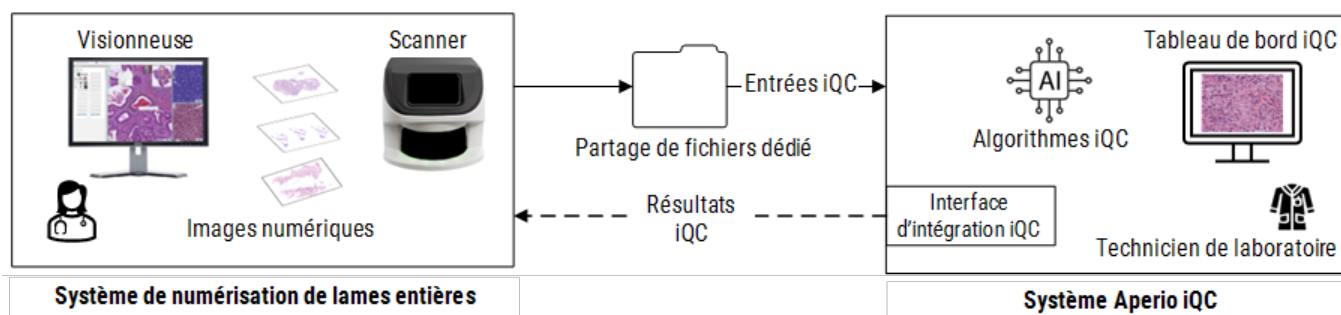 Visionneuse
Scanner
Images numériques
Système de numérisation de lames entières
Partage de fichiers dédié
Entrées iQC
Résultats
iQC
Tableau de bord iQC
AI
Algorithmes iQC
Interface
d'intégration iQC
Technicien de laboratoire
Système Aperio iQC